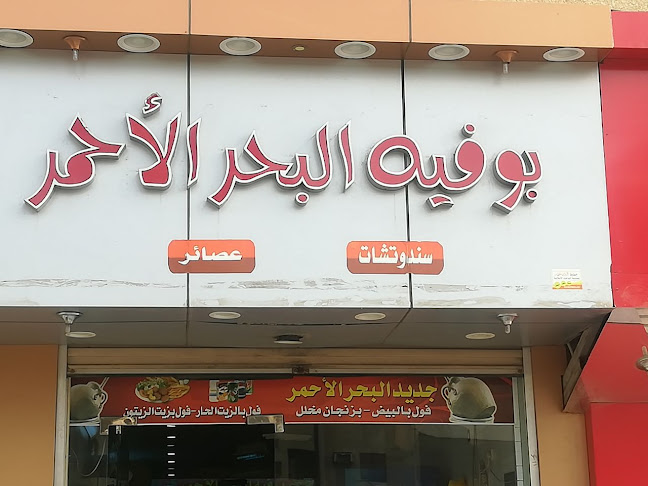 بوفيه البحر الأحمر
سندوتشات
عصائر
جديد البحر الأحمر
فول بالبيض - بزنجان مخلل
فول بالزيت الحار - فول بزيت الزيتون